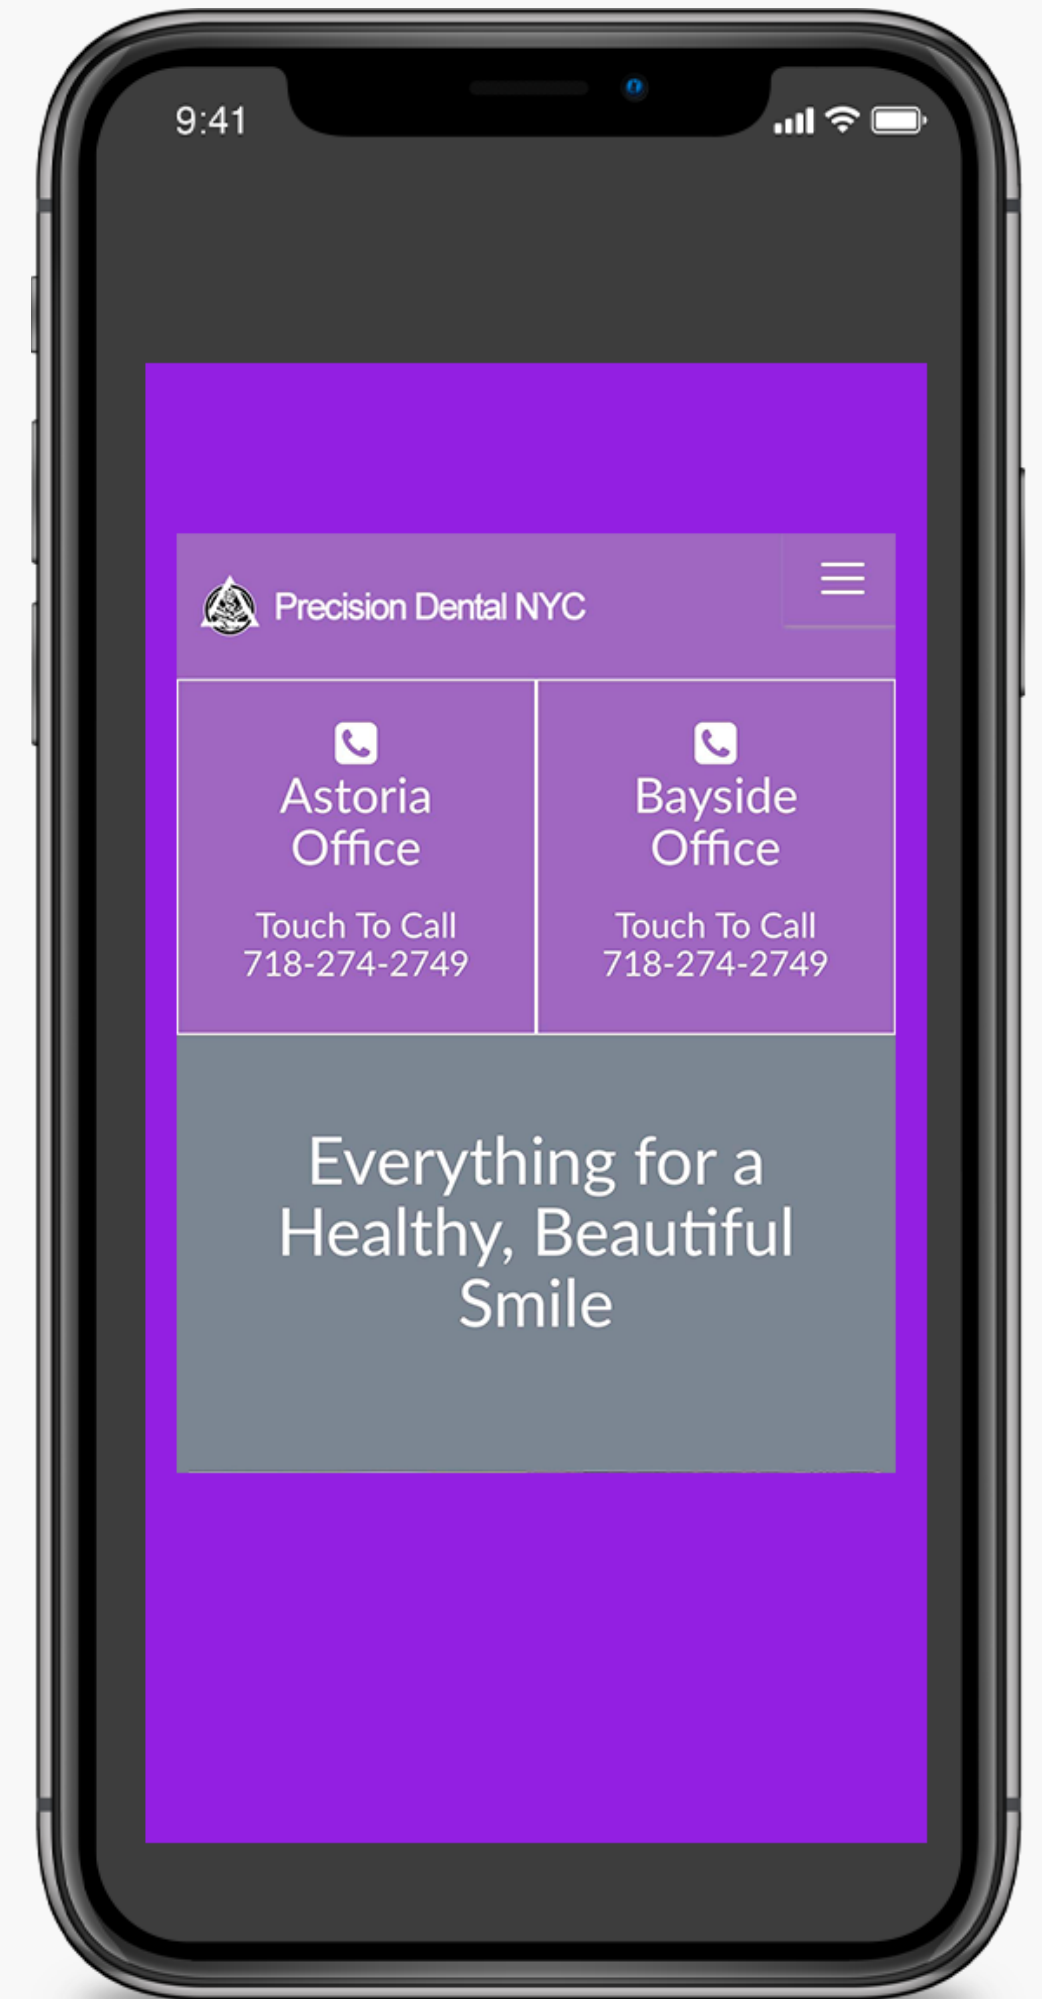 9:41
Precision Dental NYC
Astoria
Office
Touch To Call
718-274-2749
Bayside
Office
Touch To Call
718-274-2749
Everything for a
Healthy, Beautiful
Smile